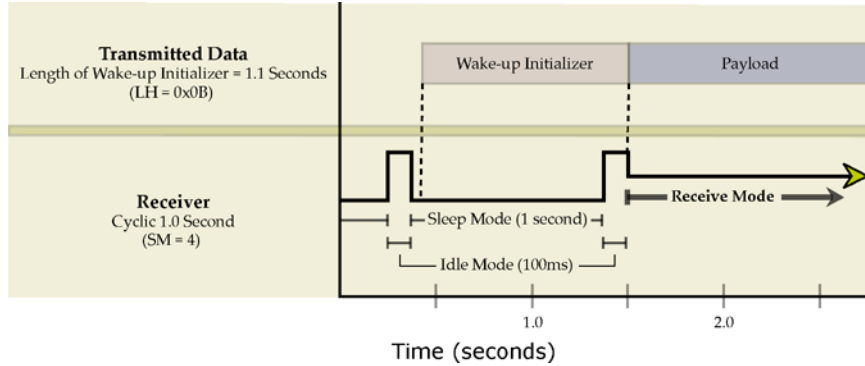 Transmitted Data
Length of Wake-up Initializer = 1.1 Seconds
(LH = 0x0B)
Wake-up Initializer
Payload
Receiver
Cyclic 1.0 Second
(SM = 4)
Receive Mode
Sleep Mode (1 second)
Idle Mode (100ms)
1.0
2.0
Time (seconds)